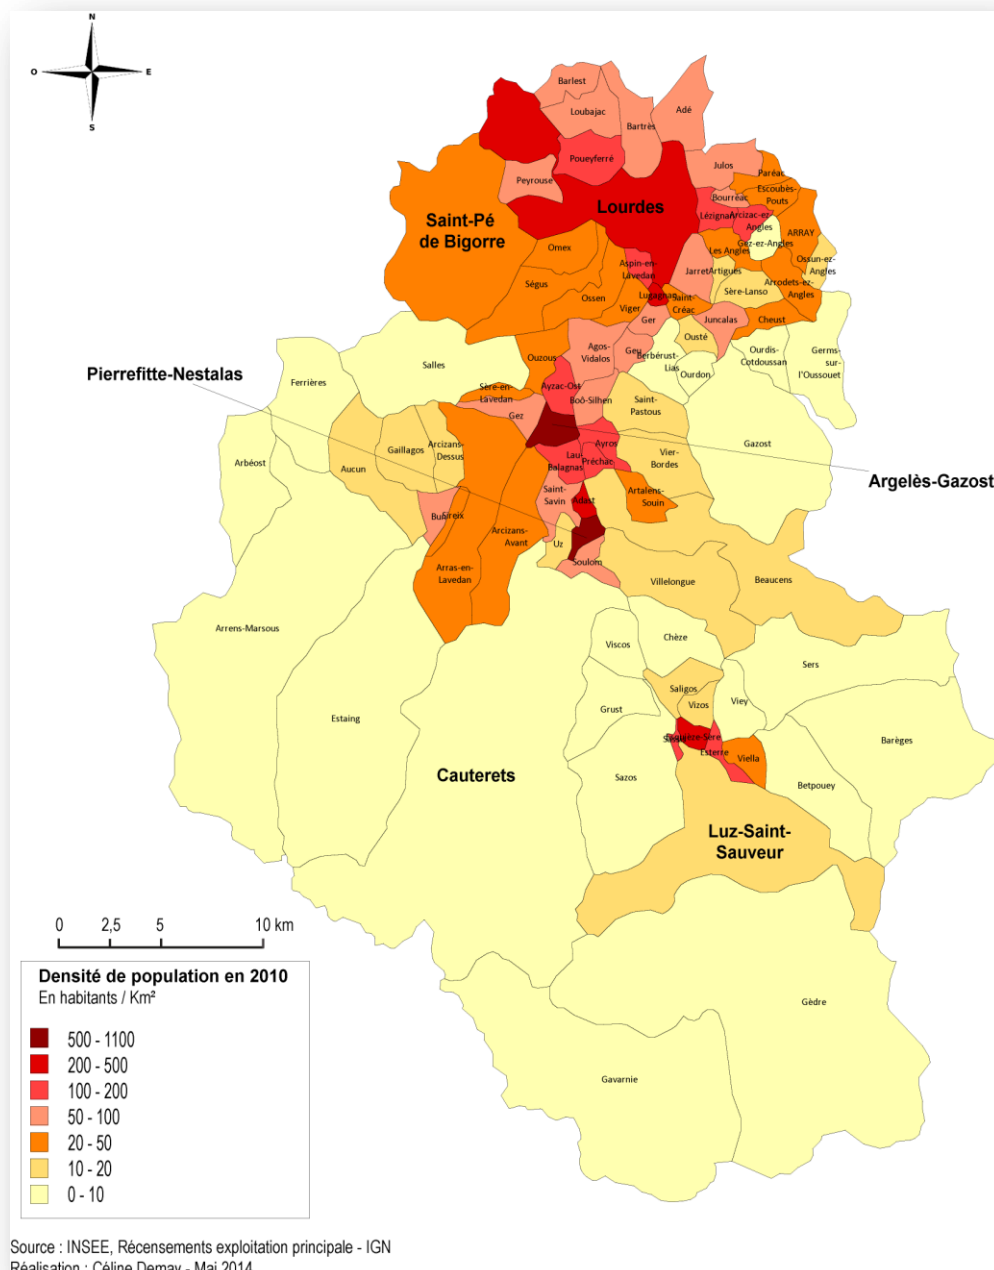 N
O
E
S
Barlest
Loubajac
Adé
Bartrès
Poueyferré
Peyrouse
Julos
Paréac
Escoubès-
Pouts
Bourréac
Lézignan
Arcizac-ez-
Angles
Lourdes
Saint-Pé
de Bigorre
ARRAY
Gez-ez-Angles
Les Angles
Ossun-ez-
Angles
Omex
Aspin-en-
Lavedan
Jarret
Artigues
Sère-Lanso
Arrodets-ez-
Angles
Ségus
Ossen
Viger
Lugagnan
Saint-
Créac
Ger
Juncalas
Cheust
Ousté
Agos-
Vidalos
Geu
Berbérust-
Lias
Ourdon
Ourdis-
Cotdoussan
Germs-
sur-
l'Oussouet
Salles
Ouzous
Pierrefitte-Nestalas
Ferrières
Sère-en-
Lavedan
Ayzac-Ost
Boô-Silhen
Saint-
Pastous
Gez
Gazost
Arbéost
Aucun
Gaillagos
Arcizans-
Dessus
Ayros
Lau-
Balagnas
Préchac
Vier-
Bordes
Argelès-Gazost
Saint-
Savin
Adast
Artalens-
Souin
Bun
Arcizans-
Avant
Uz
Soulom
Arras-en-
Lavedan
Villelongue
Beaucens
Arrens-Marsous
Viscos
Chèze
Sers
Saligos
Vizos
Viey
Estaing
Grust
Esterre
Viella
Barèges
Cauterets
Sazos
Betpouey
Luz-Saint-
Sauveur
0 2,5 5 10 km
Densité de population en 2010
En habitants / Km²
500 - 1100
200 - 500
100 - 200
50 - 100
20 - 50
10 - 20
0 - 10
Gèdre
Gavarnie
Source : INSEE, Récensements exploitation principale - IGN
Réalisation : Céline Demay - Mai 2014